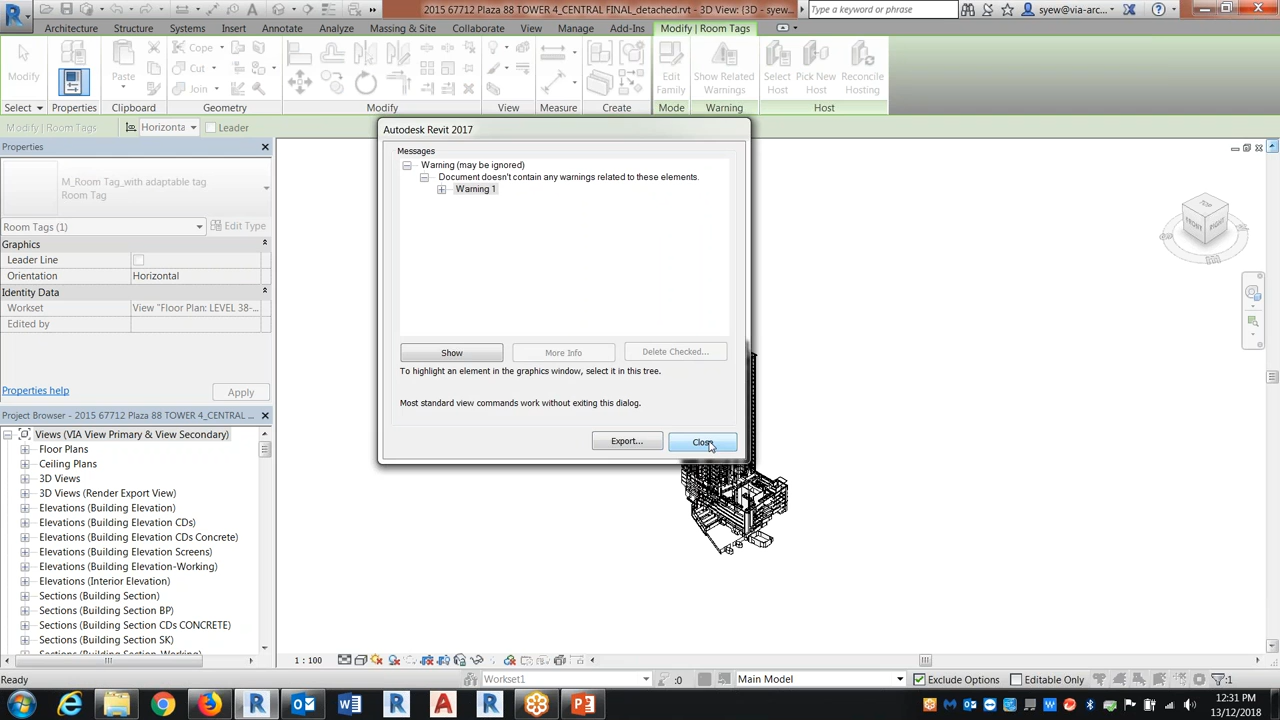 2015 67712 Plaza 88 TOWER 4_CENTRAL FINAL_detached.rvt - 3D View: {3D - syew...
Type a keyword or phrase
syew@via-arc...
Architecture Structure Systems Insert Annotate Analyze Massing & Site Collaborate View Manage Add-Ins Modify | Room Tags
Modify
Paste
Cope
Cut
Join
Edit Family
Show Related Warnings
Select Host
Pick New Host
Reconcile Hosting
Select Properties Clipboard Geometry Modify View Measure Create Mode Warning Host
Modify | Room Tags
Horizonta
Leader
Properties
M_Room Tag_with adaptable tag
Room Tag
Room Tags (1)
Edit Type
Graphics
Leader Line
Orientation Horizontal
Identity Data
Workset View "Floor Plan: LEVEL 38-...
Edited by
Properties help
Apply
Project Browser - 2015 67712 Plaza 88 TOWER 4_CENTRAL ...
Views (VIA View Primary & View Secondary)
Floor Plans
Ceiling Plans
3D Views
3D Views (Render Export View)
Elevations (Building Elevation)
Elevations (Building Elevation CDs)
Elevations (Building Elevation CDs Concrete)
Elevations (Building Elevation Screens)
Elevations (Building Elevation-Working)
Elevations (Interior Elevation)
Sections (Building Section)
Sections (Building Section BP)
Sections (Building Section CDs CONCRETE)
Sections (Building Section SK)
Sections (Building Section-Working)
Autodesk Revit 2017
Messages
Warning (may be ignored)
Document doesn't contain any warnings related to these elements.
Warning 1
Show
More Info
Delete Checked...
To highlight an element in the graphics window, select it in this tree.
Most standard view commands work without exiting this dialog.
Export...
Close
TOP
FRONT
RIGHT
1 : 100
Ready
Workset1
:0
Main Model
Exclude Options
Editable Only
:1
12:31 PM
13/12/2018